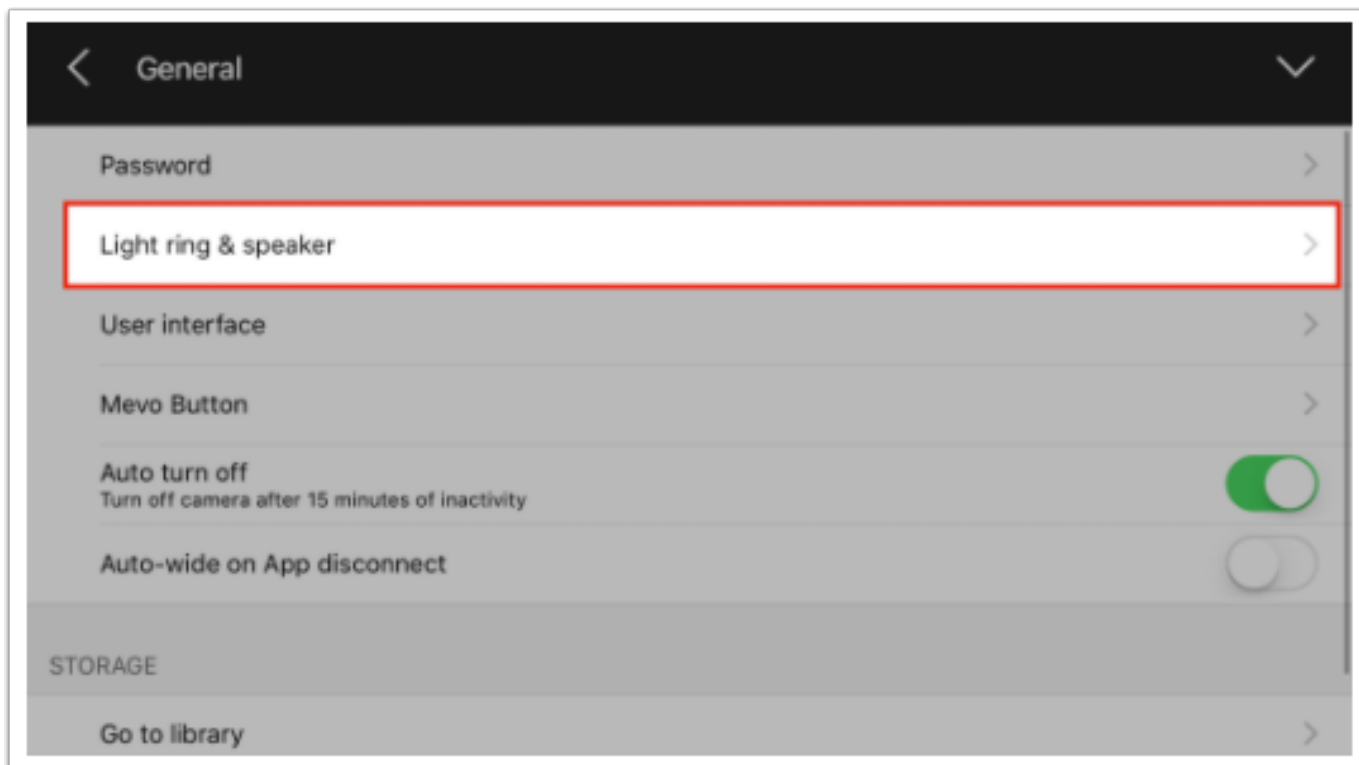 General
Password
Light ring & speaker
User interface
Mevo Button
Auto turn off
Turn off camera after 15 minutes of inactivity
Auto-wide on App disconnect
STORAGE
Go to library